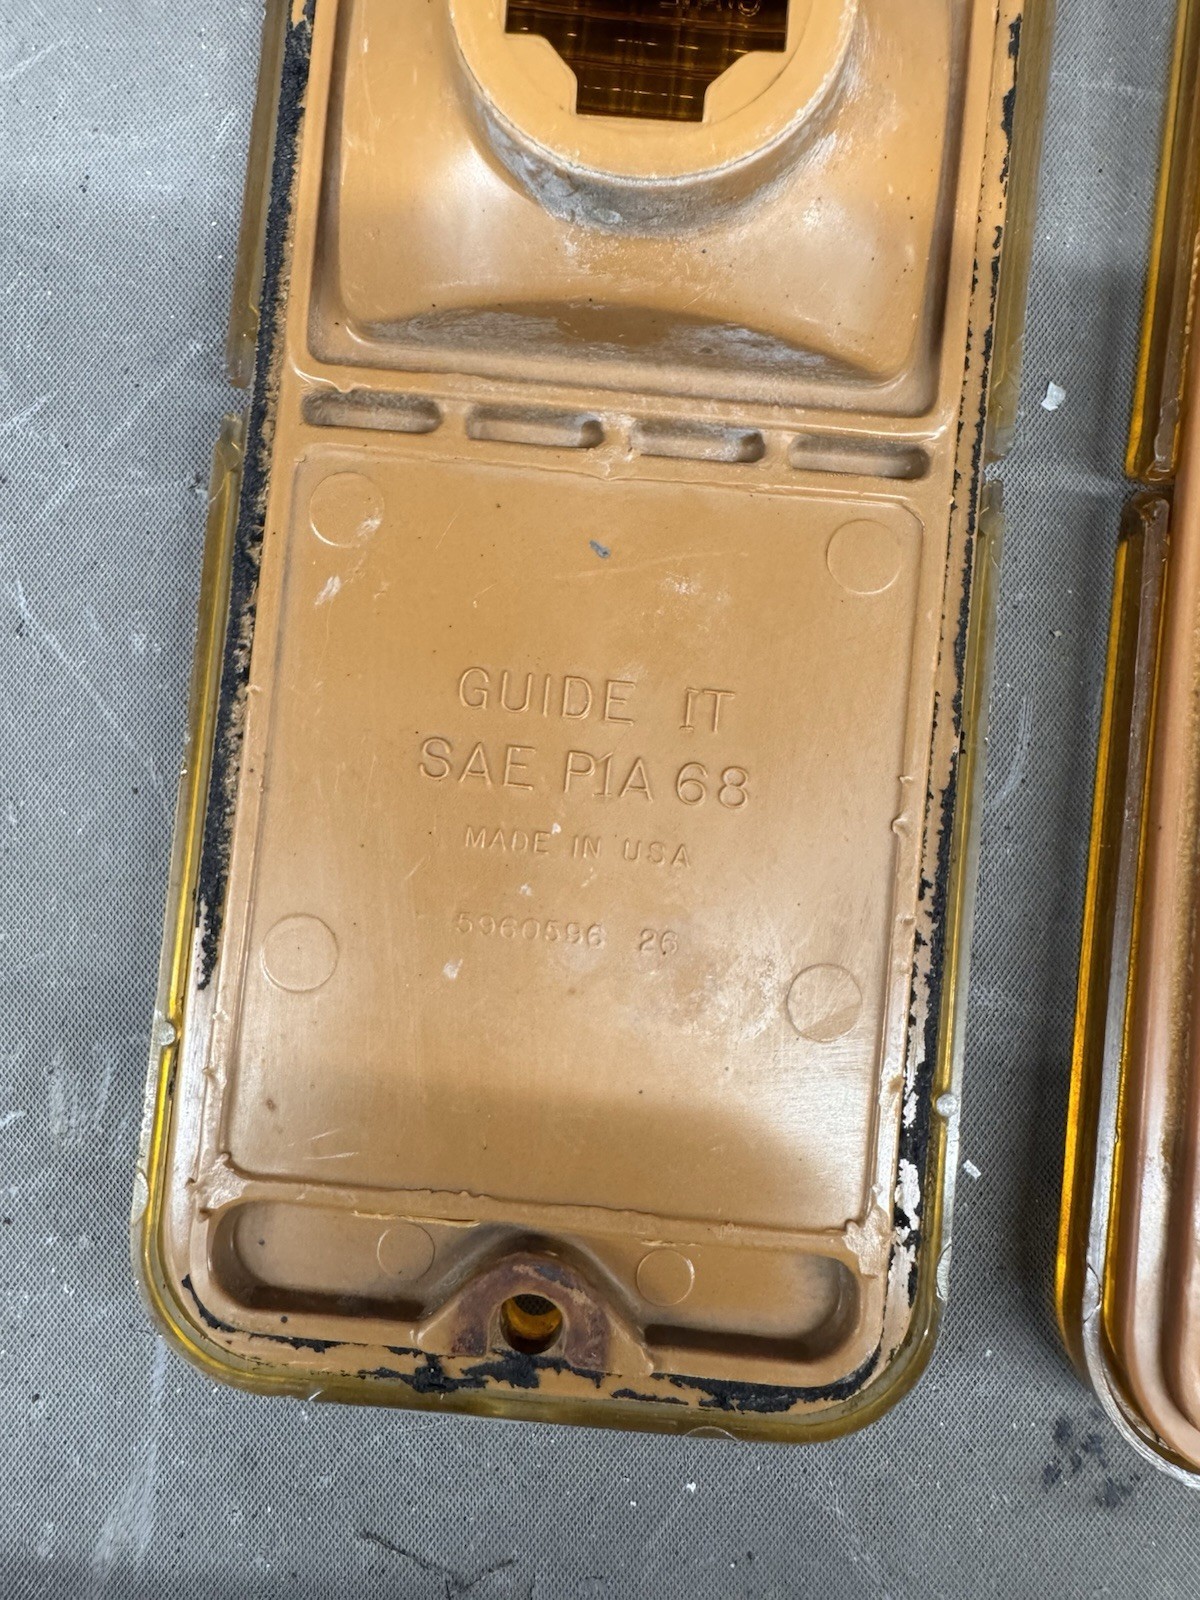 GUIDE IT
SAE P1A 68
MADE IN USA
5960596 26